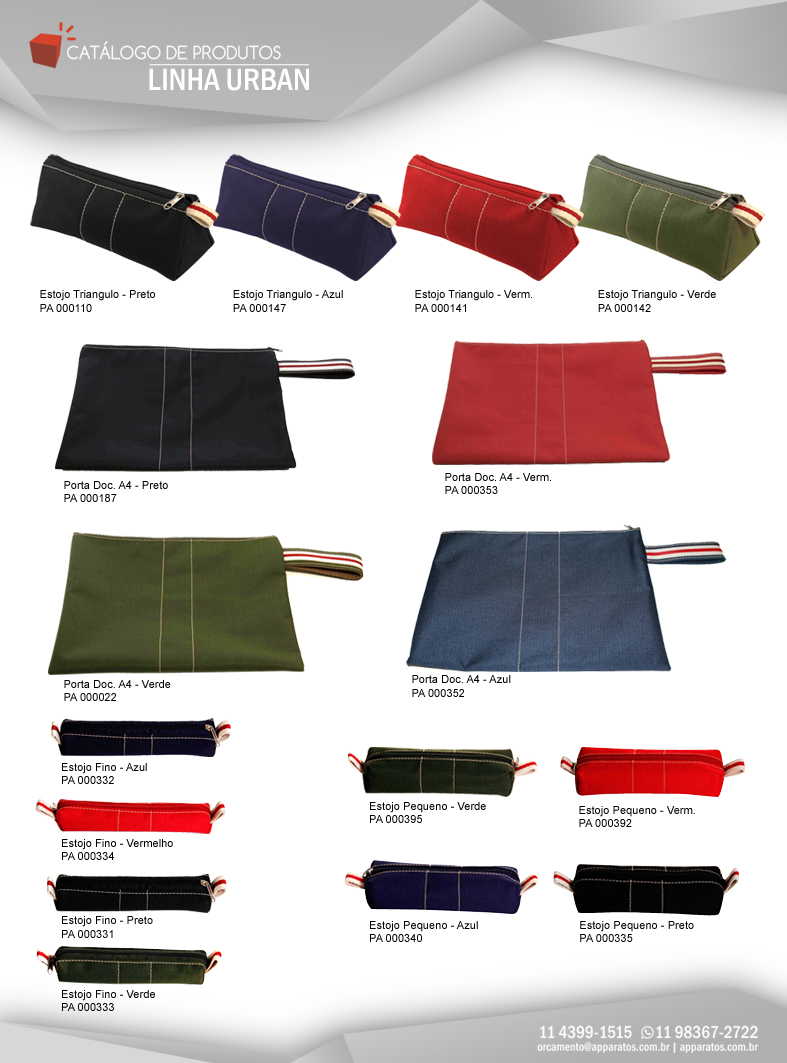 CATÁLOGO DE PRODUTOS
LINHA URBAN
Estojo Triangulo - Preto
PA 000110
Estojo Triangulo - Azul
PA 000147
Estojo Triangulo - Verm.
PA 000141
Estojo Triangulo - Verde
PA 000142
Porta Doc. A4 - Preto
PA 000187
Porta Doc. A4 - Verm.
PA 000353
Porta Doc. A4 - Verde
PA 000022
Porta Doc. A4 - Azul
PA 000352
Estojo Fino - Azul
PA 000332
Estojo Fino - Vermelho
PA 000334
Estojo Fino - Preto
PA 000331
Estojo Fino - Verde
PA 000333
Estojo Pequeno - Verde
PA 000395
Estojo Pequeno - Verm.
PA 000392
Estojo Pequeno - Azul
PA 000340
Estojo Pequeno - Preto
PA 000335
11 4399-1515 11 98367-2722
orcamento@apparatos.com.br | apparatos.com.br